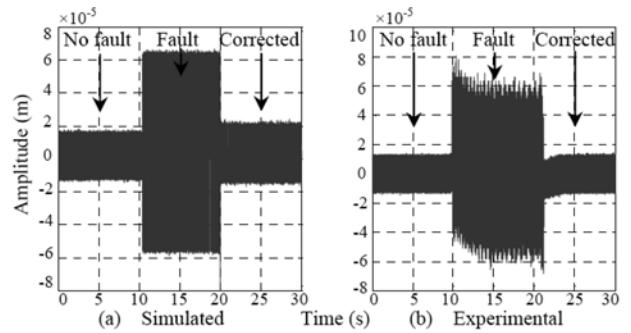 ×10⁻⁵
8
6
4
2
0
-2
-4
-6
-8
Amplitude (m)
No fault Fault Corrected
0 5 10 15 20 25 30
(a) Simulated
×10⁻⁵
10
8
6
4
2
0
-2
-4
-6
-8
No fault Fault Corrected
0 5 10 15 20 25 30
Time (s)
(b) Experimental